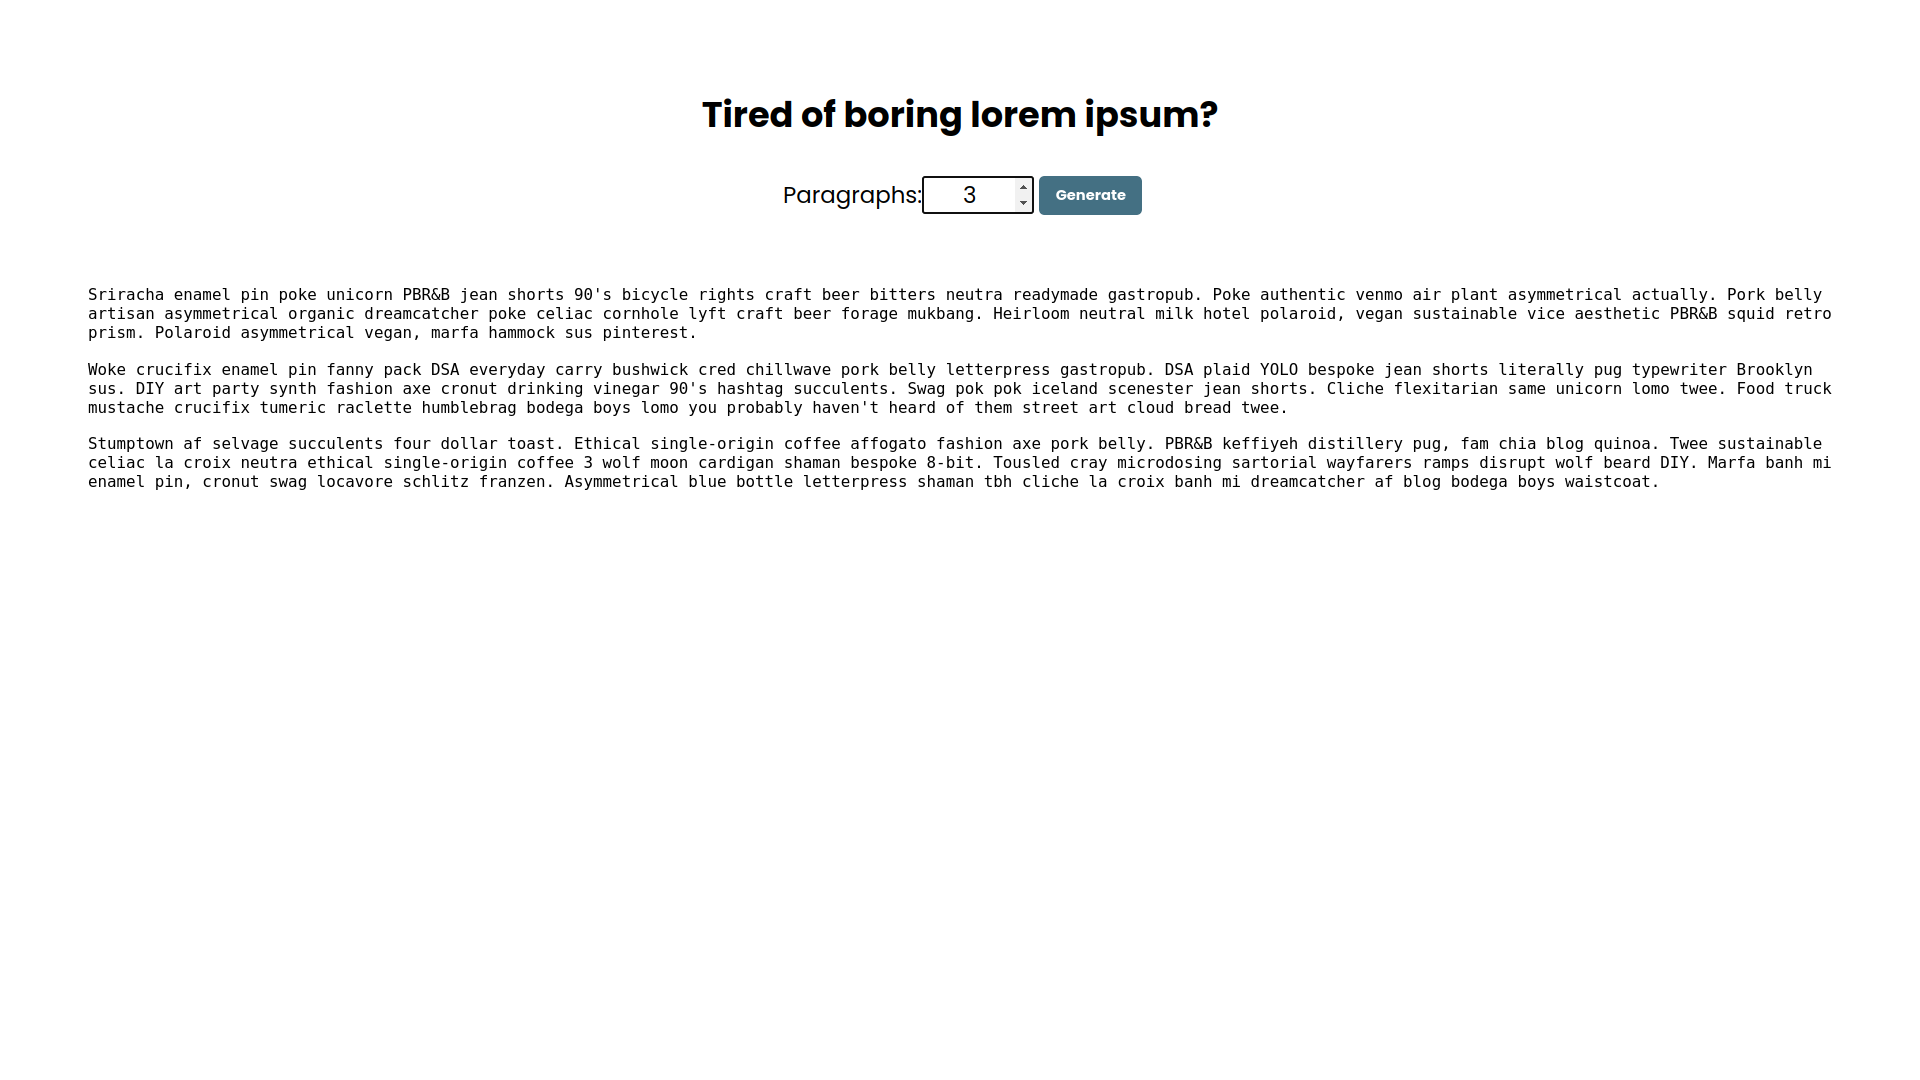 Tired of boring lorem ipsum?
Paragraphs: 3 Generate
Sriracha enamel pin poke unicorn PBR&B jean shorts 90's bicycle rights craft beer bitters neutra readymade gastropub. Poke authentic venmo air plant asymmetrical actually. Pork belly
artisan asymmetrical organic dreamcatcher poke celiac cornhole lyft craft beer forage mukbang. Heirloom neutral milk hotel polaroid, vegan sustainable vice aesthetic PBR&B squid retro
prism. Polaroid asymmetrical vegan, marfa hammock sus pinterest.
Woke crucifix enamel pin fanny pack DSA everyday carry bushwick cred chillwave pork belly letterpress gastropub. DSA plaid YOLO bespoke jean shorts literally pug typewriter Brooklyn
sus. DIY art party synth fashion axe cronut drinking vinegar 90's hashtag succulents. Swag pok pok iceland scenester jean shorts. Cliche flexitarian same unicorn lomo twee. Food truck
mustache crucifix tumeric raclette humblebrag bodega boys lomo you probably haven't heard of them street art cloud bread twee.
Stumptown af selvage succulents four dollar toast. Ethical single-origin coffee affogato fashion axe pork belly. PBR&B keffiyeh distillery pug, fam chia blog quinoa. Twee sustainable
celiac la croix neutra ethical single-origin coffee 3 wolf moon cardigan shaman bespoke 8-bit. Tousled cray microdosing sartorial wayfarers ramps disrupt wolf beard DIY. Marfa banh mi
enamel pin, cronut swag locavore schlitz franzen. Asymmetrical blue bottle letterpress shaman tbh cliche la croix banh mi dreamcatcher af blog bodega boys waistcoat.